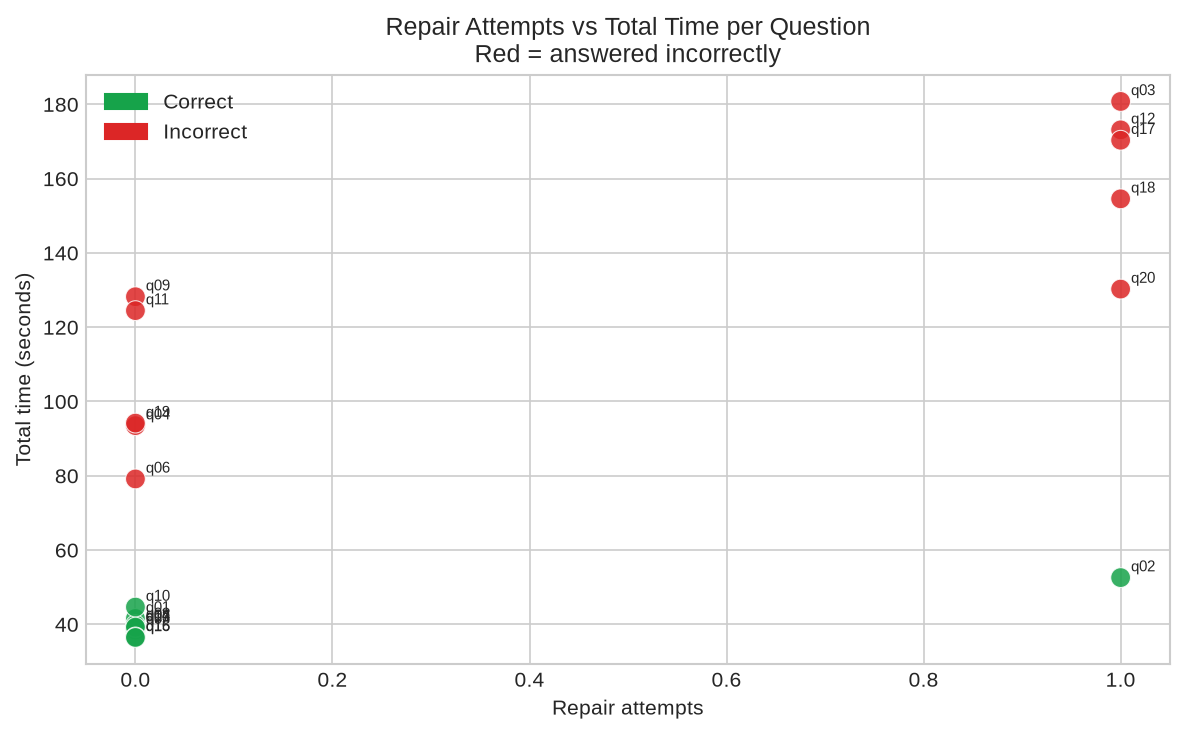 Repair Attempts vs Total Time per Question
Red = answered incorrectly
Correct
Incorrect
Total time (seconds)
180
160
140
120
100
80
60
40
q03
q12
q17
q18
q20
q09
q11
q04
q06
q02
q10
q01
0.0
0.2
0.4
0.6
0.8
1.0
Repair attempts